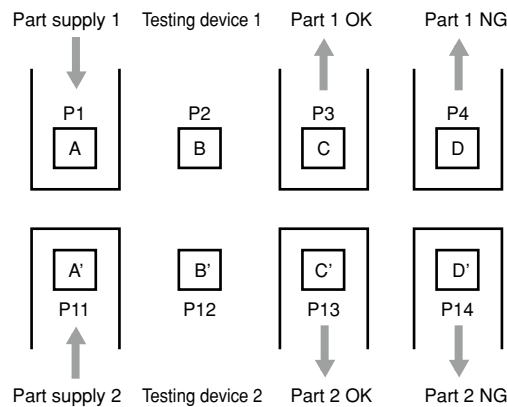 Part supply 1 Testing device 1 Part 1 OK Part 1 NG
P1 P2 P3 P4
A B C D
A' B' C' D'
P11 P12 P13 P14
Part supply 2 Testing device 2 Part 2 OK Part 2 NG